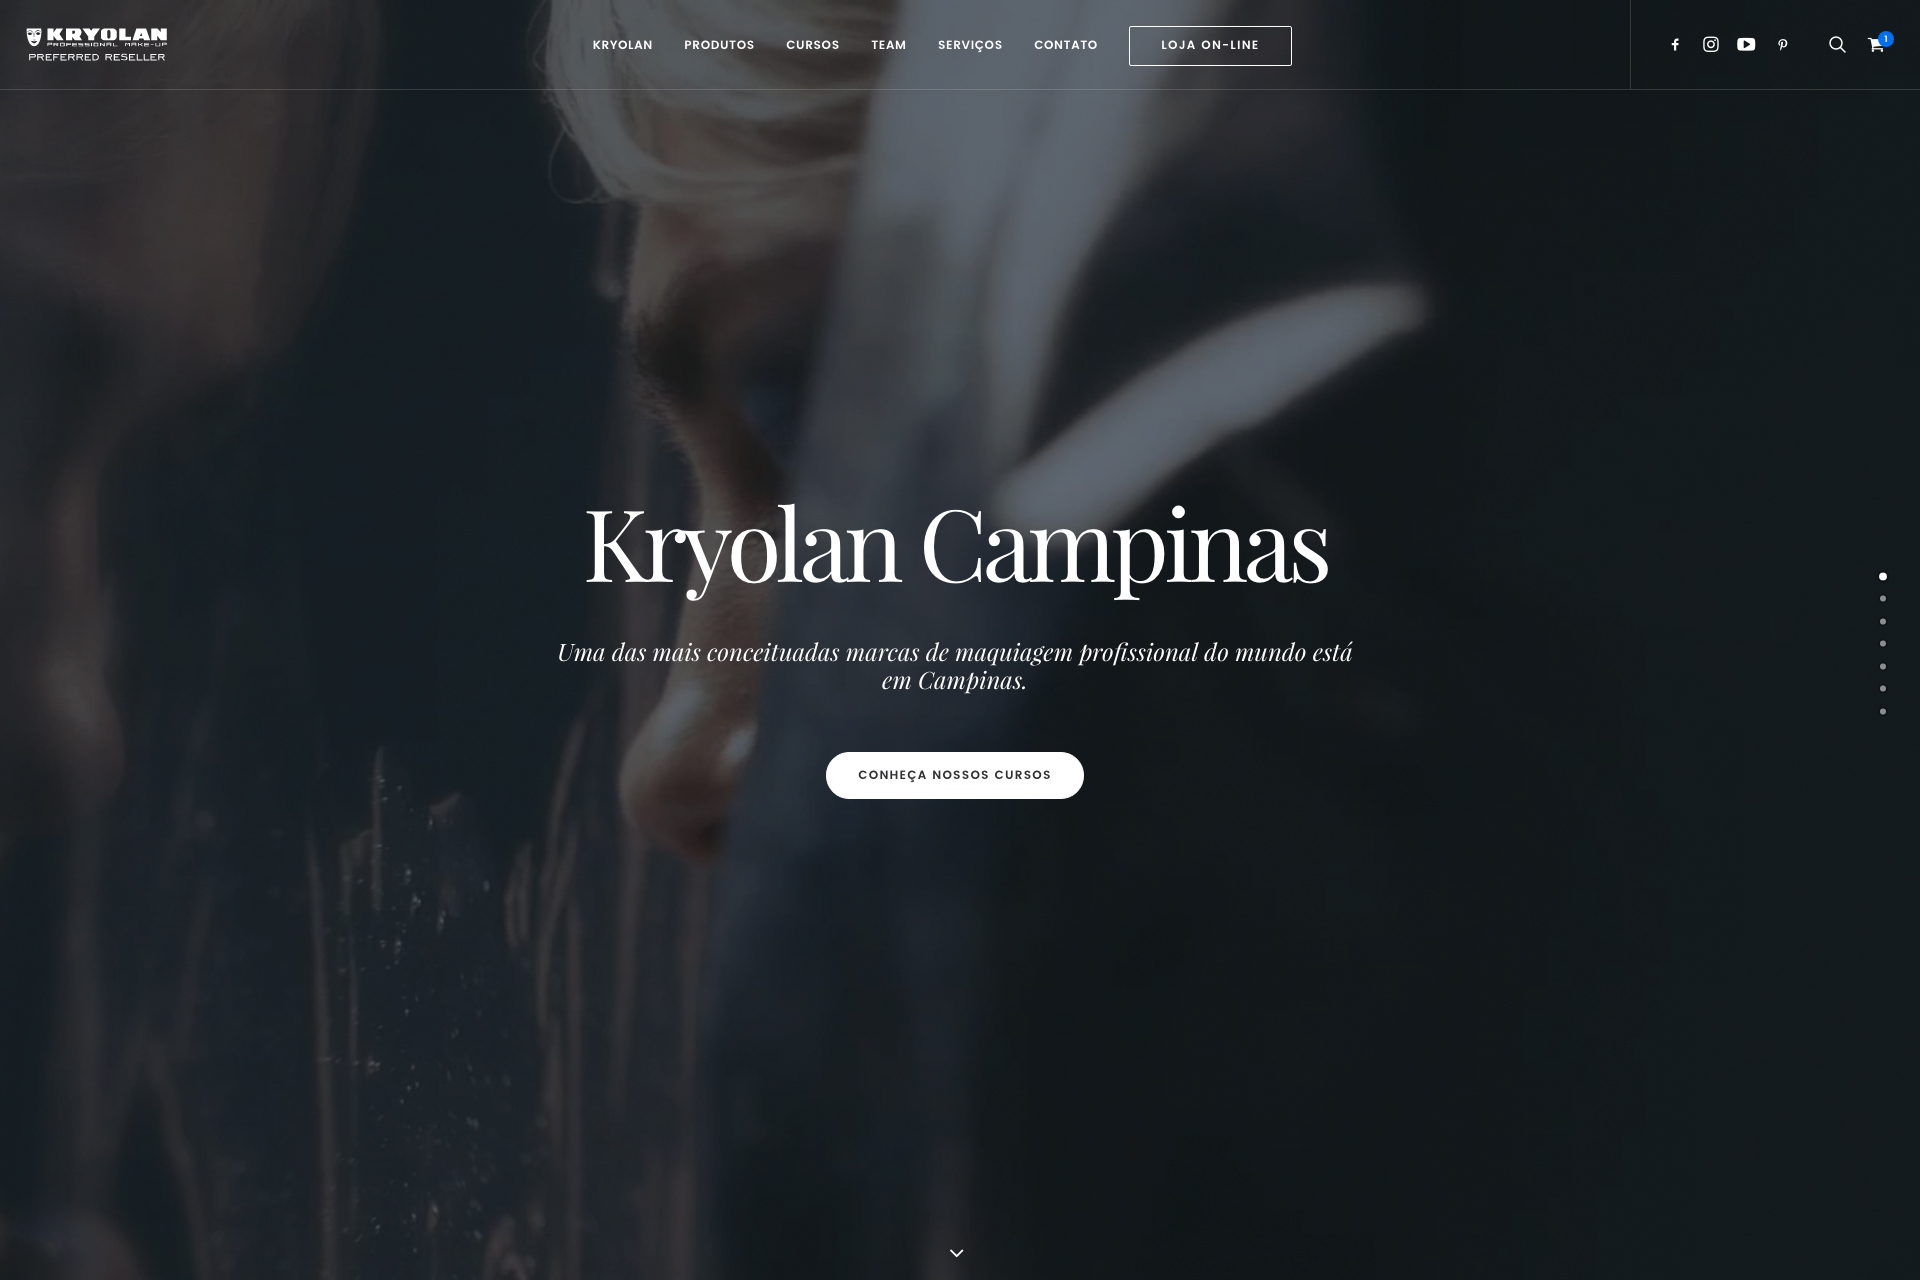 KRYOLAN
PROFESSIONAL MAKE-UP
PREFERRED RESELLER
KRYOLAN PRODUTOS CURSOS TEAM SERVIÇOS CONTATO LOJA ON-LINE
1
Kryolan Campinas
Uma das mais conceituadas marcas de maquiagem profissional do mundo está
em Campinas.
CONHEÇA NOSSOS CURSOS